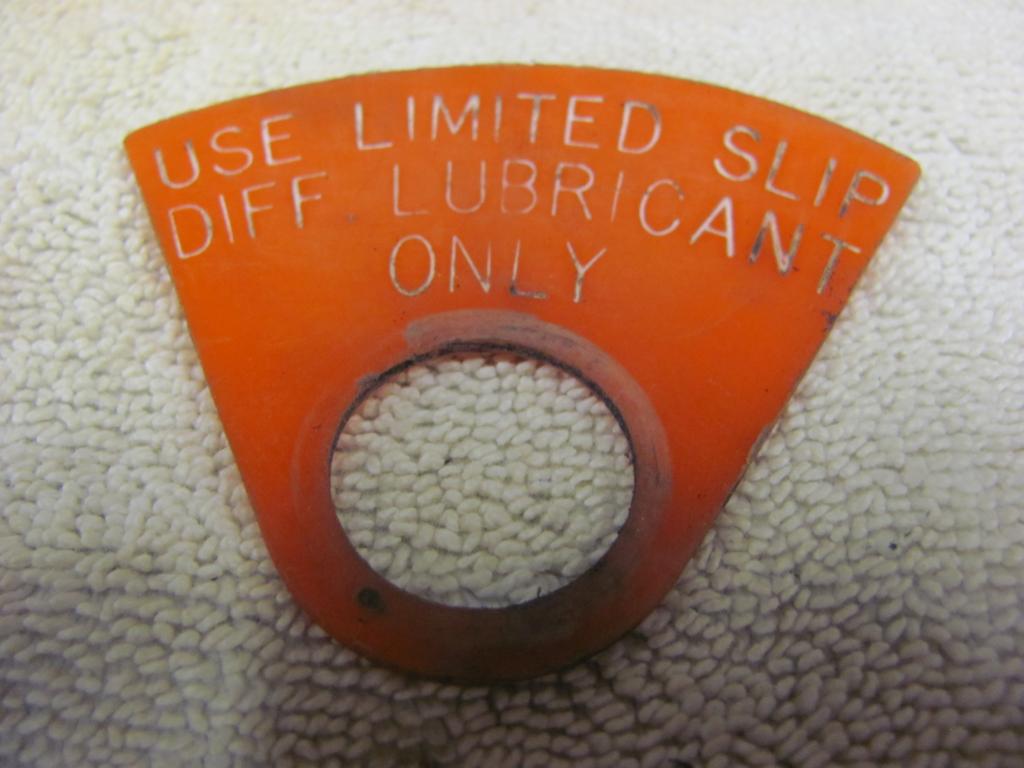 USE LIMITED SLIP
DIFF LUBRICANT
ONLY